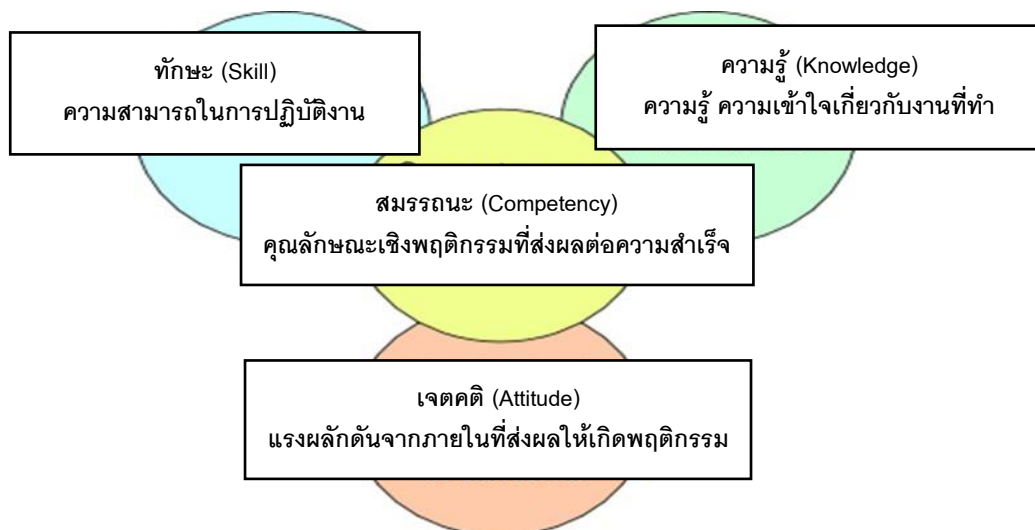 ทักษะ (Skill)
ความสามารถในการปฏิบัติงาน
ความรู้ (Knowledge)
ความรู้ ความเข้าใจเกี่ยวกับงานที่ทำ
สมรรถนะ (Competency)
คุณลักษณะเชิงพฤติกรรมที่ส่งผลต่อความสำเร็จ
เจตคติ (Attitude)
แรงผลักดันจากภายในที่ส่งผลให้เกิดพฤติกรรม